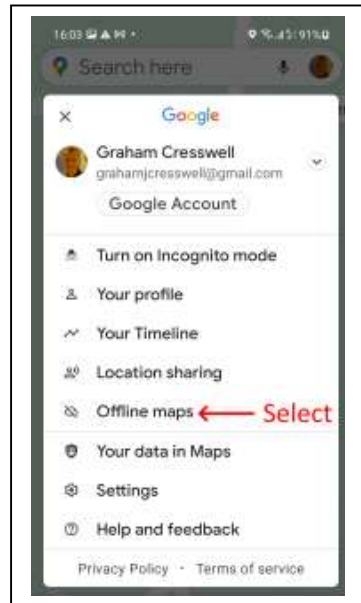 16:03 91%
Search here
Google
Graham Cresswell
grahamjcresswell@gmail.com
Google Account
Turn on Incognito mode
Your profile
Your Timeline
Location sharing
Offline maps Select
Your data in Maps
Settings
Help and feedback
Privacy Policy · Terms of service